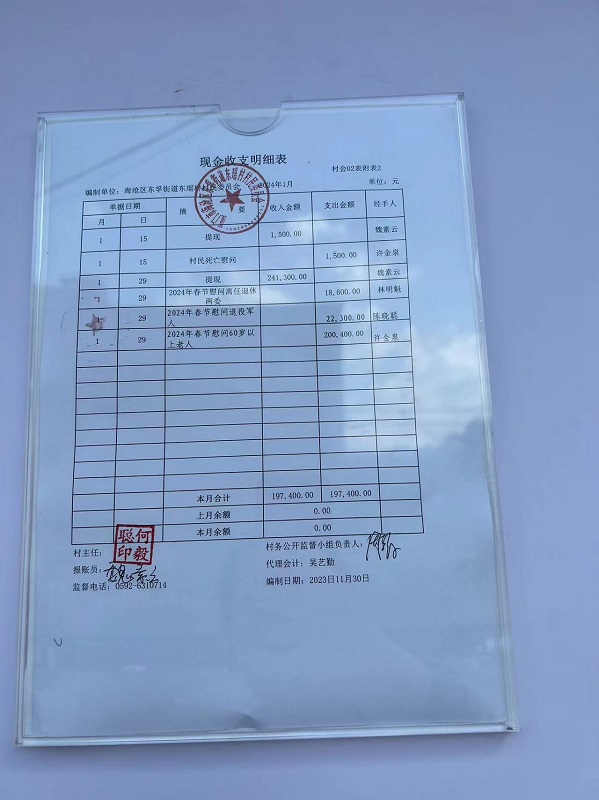 现金收支明细表
村会02表附表2
编制单位：海沧区东孚街道东瑶村村民委员会 2024年1月 单位：元
单据日期 摘 要 收入金额 支出金额 经手人
月 日
1 15 提现 1,500.00 魏素云
1 15 村民死亡慰问 1,500.00 许金泉
1 29 提现 241,300.00 魏素云
1 29 2024年春节慰问离任退休两委 18,600.00 林明魁
1 29 2024年春节慰问退役军人 22,300.00 陈晓聪
1 29 2024年春节慰问60岁以上老人 200,400.00 许金泉
本月合计 197,400.00 197,400.00
上月余额 0.00
本月余额 0.00
村主任： 何毅聪印 村务公开监督小组负责人：
报账员： 魏素云 代理会计：吴艺勤
监督电话：0592-6310714 编制日期：2023年11月30日